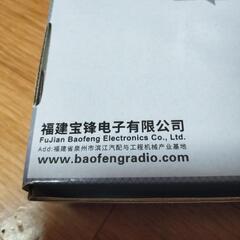 福建宝锋电子有限公司
FuJian Baofeng Electronics Co., Ltd.
Add:福建省泉州市滨江汽配与工程机械产业基地
www.baofengradio.com